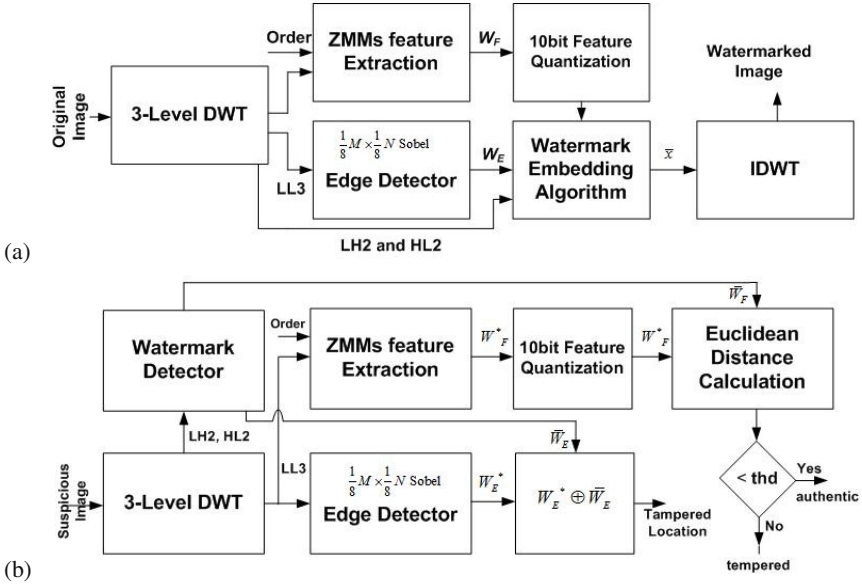 Original
Image
3-Level DWT
Order
ZMMs feature
Extraction
W_F
10bit Feature
Quantization
LL3
1/8 M × 1/8 N Sobel
Edge Detector
W_E
Watermark
Embedding
Algorithm
x̅
IDWT
Watermarked
Image
LH2 and HL2
(a)
W̅_F
Watermark
Detector
Order
ZMMs feature
Extraction
W*_F
10bit Feature
Quantization
W*_F
Euclidean
Distance
Calculation
LH2, HL2
LL3
W̅_E
Suspicious
Image
3-Level DWT
1/8 M × 1/8 N Sobel
Edge Detector
W_E*
W_E* ⊕ W̅_E
Tampered
Location
< thd
Yes
authentic
No
tempered
(b)